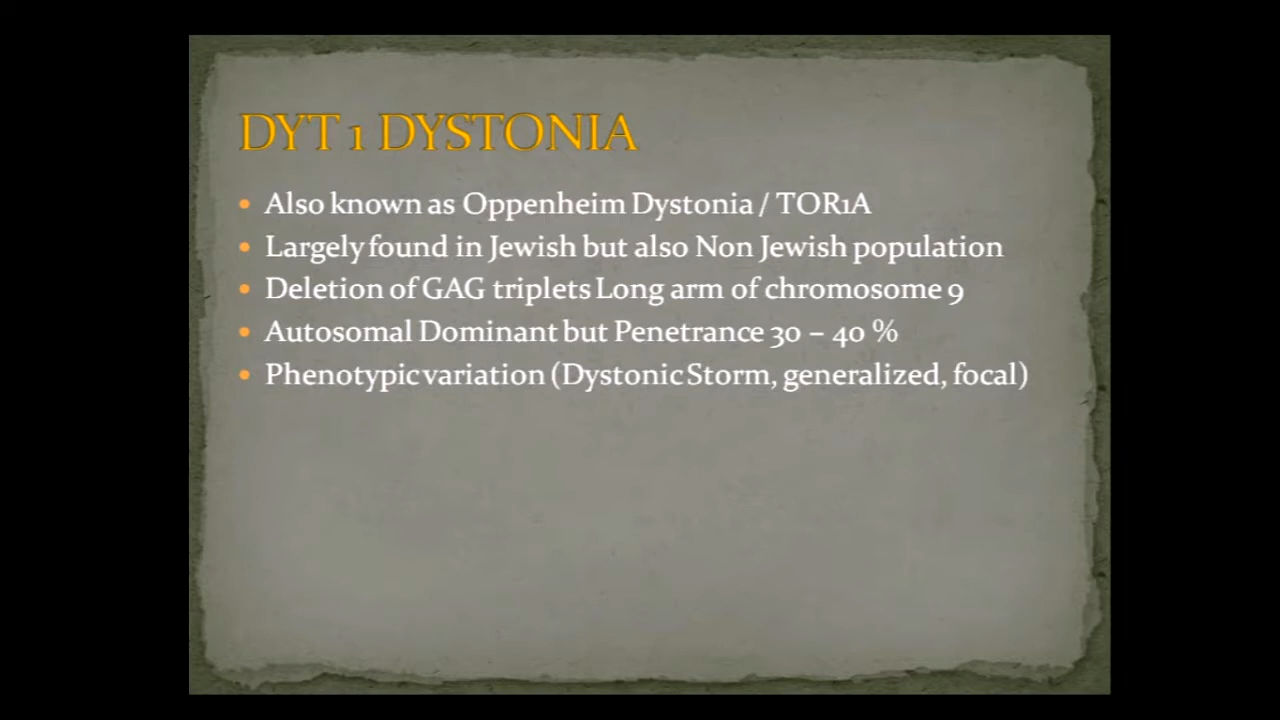 DYT 1 DYSTONIA
• Also known as Oppenheim Dystonia / TOR1A
• Largely found in Jewish but also Non Jewish population
• Deletion of GAG triplets Long arm of chromosome 9
• Autosomal Dominant but Penetrance 30 – 40 %
• Phenotypic variation (Dystonic Storm, generalized, focal)